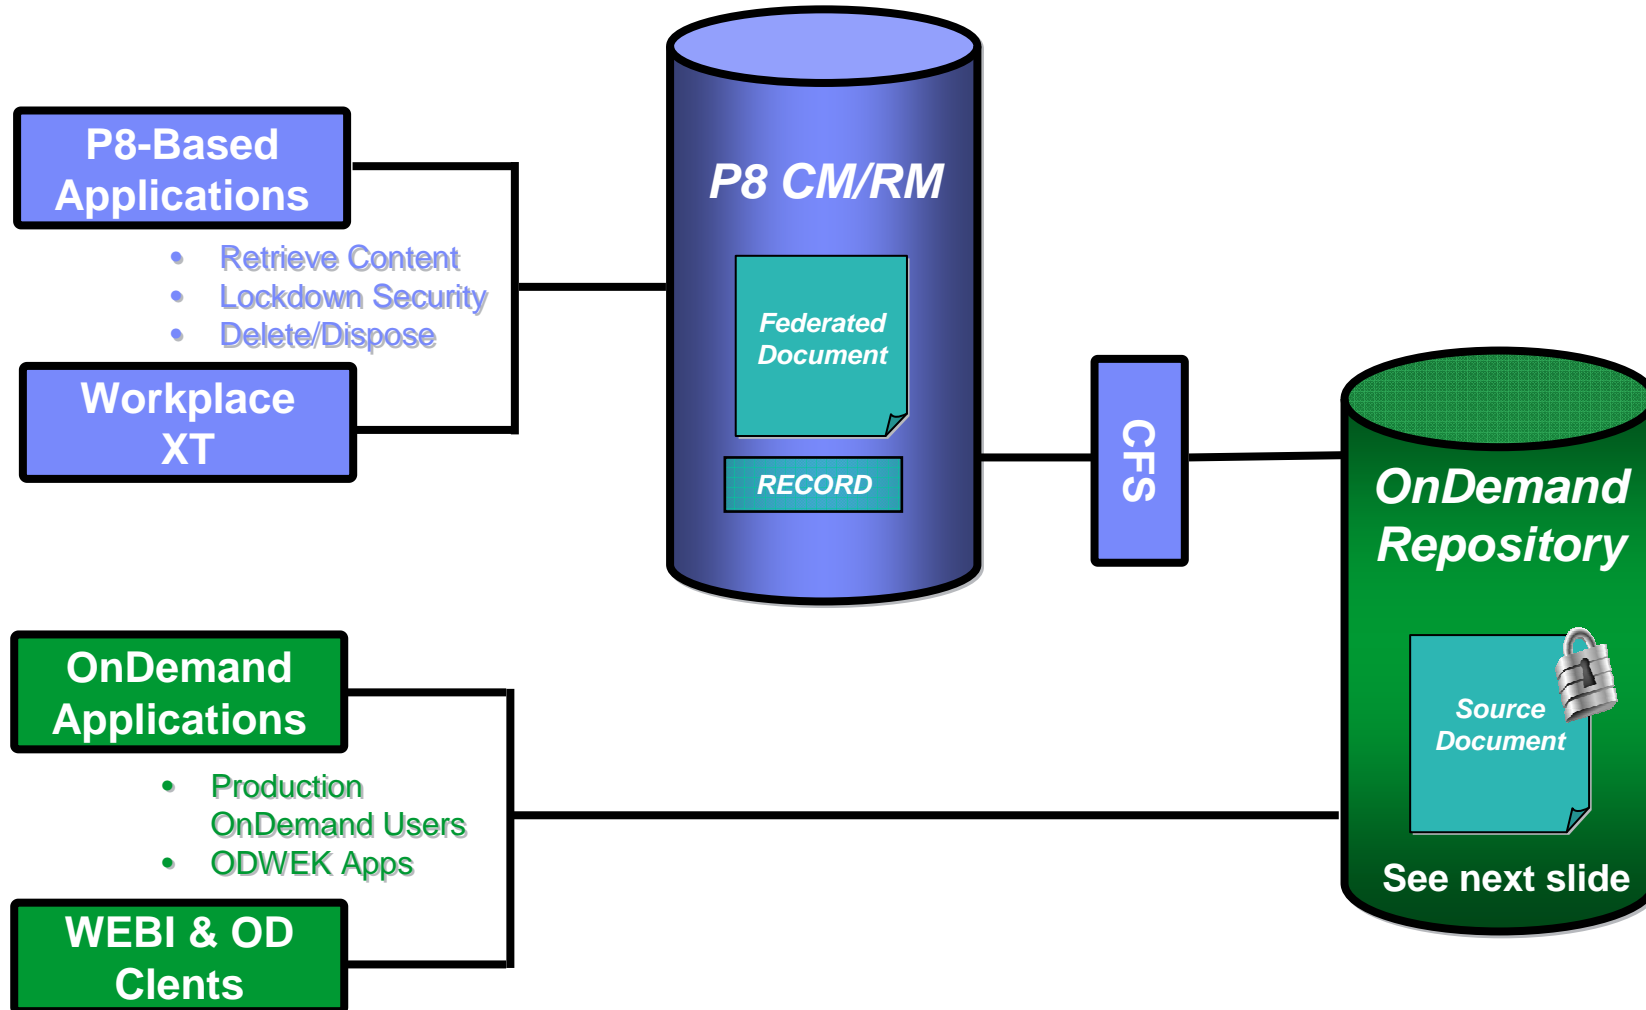 P8-Based
Applications
• Retrieve Content
• Lockdown Security
• Delete/Dispose
Workplace
XT
P8 CM/RM
Federated
Document
RECORD
CFS
OnDemand
Repository
Source
Document
See next slide
OnDemand
Applications
• Production
OnDemand Users
• ODWEK Apps
WEBI & OD
Clents